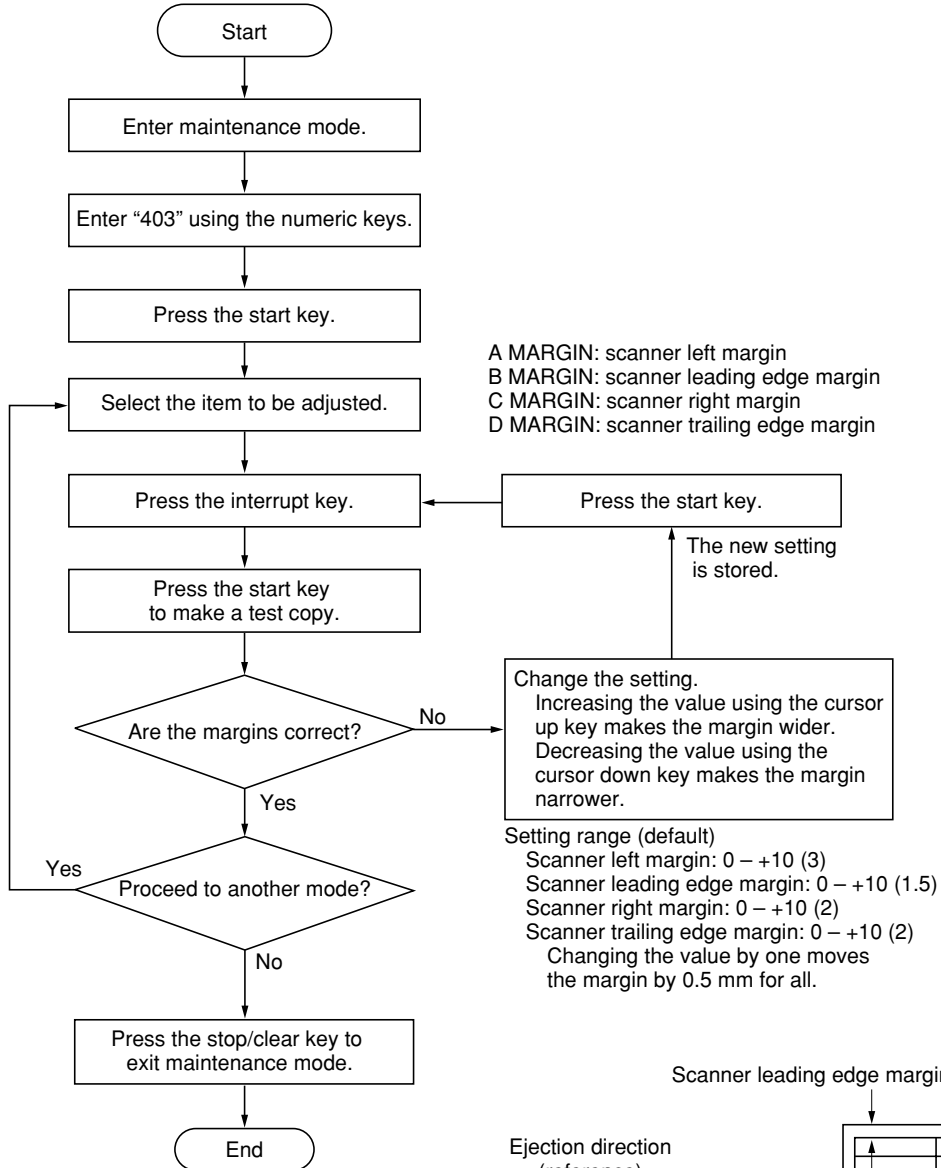 Start
Enter maintenance mode.
Enter “403” using the numeric keys.
Press the start key.
A MARGIN: scanner left margin
B MARGIN: scanner leading edge margin
C MARGIN: scanner right margin
D MARGIN: scanner trailing edge margin
Select the item to be adjusted.
Press the interrupt key.
Press the start key.
The new setting
is stored.
Press the start key
to make a test copy.
Are the margins correct?
No
Change the setting.
Increasing the value using the cursor
up key makes the margin wider.
Decreasing the value using the
cursor down key makes the margin
narrower.
Yes
Setting range (default)
Scanner left margin: 0 – +10 (3)
Scanner leading edge margin: 0 – +10 (1.5)
Scanner right margin: 0 – +10 (2)
Scanner trailing edge margin: 0 – +10 (2)
Changing the value by one moves
the margin by 0.5 mm for all.
Yes
Proceed to another mode?
No
Press the stop/clear key to
exit maintenance mode.
End
Scanner leading edge margin
Ejection direction
(reference)